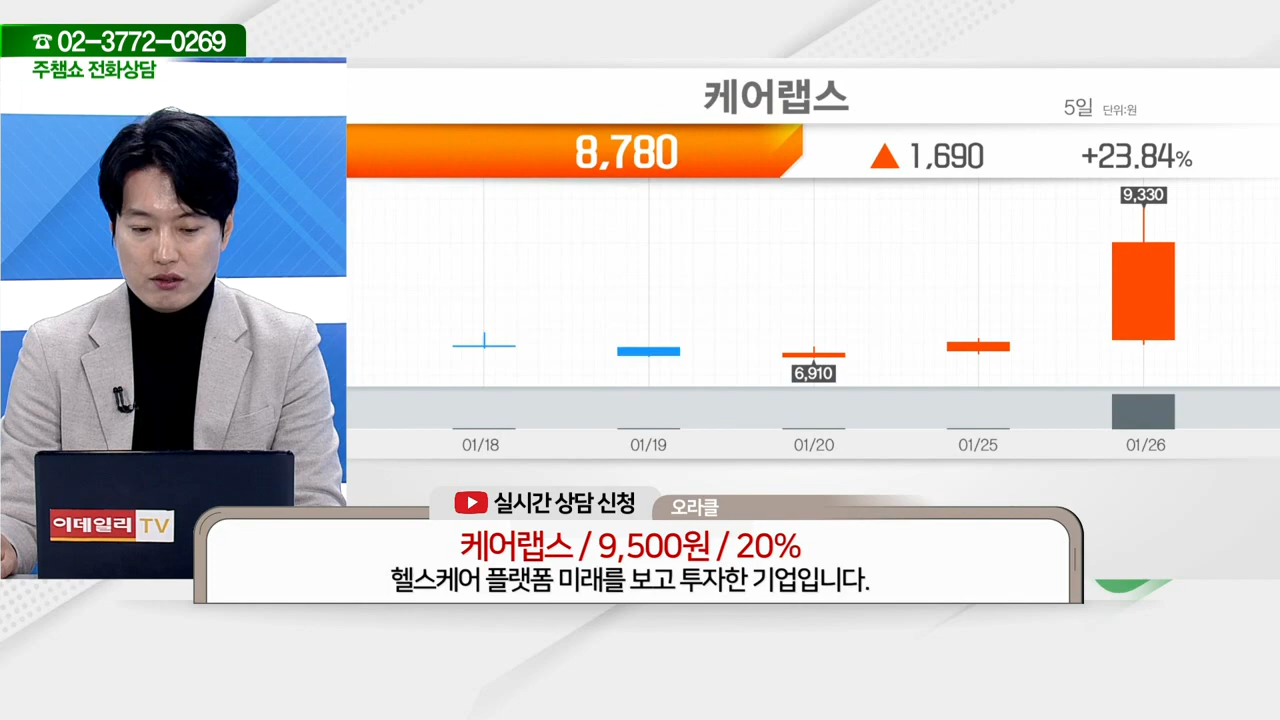 ☎ 02-3772-0269
주챔쇼 전화상담
케어랩스
5일 단위:원
8,780 ▲ 1,690 +23.84%
9,330
6,910
01/18 01/19 01/20 01/25 01/26
이데일리 TV
실시간 상담 신청 오라클
케어랩스 / 9,500원 / 20%
헬스케어 플랫폼 미래를 보고 투자한 기업입니다.